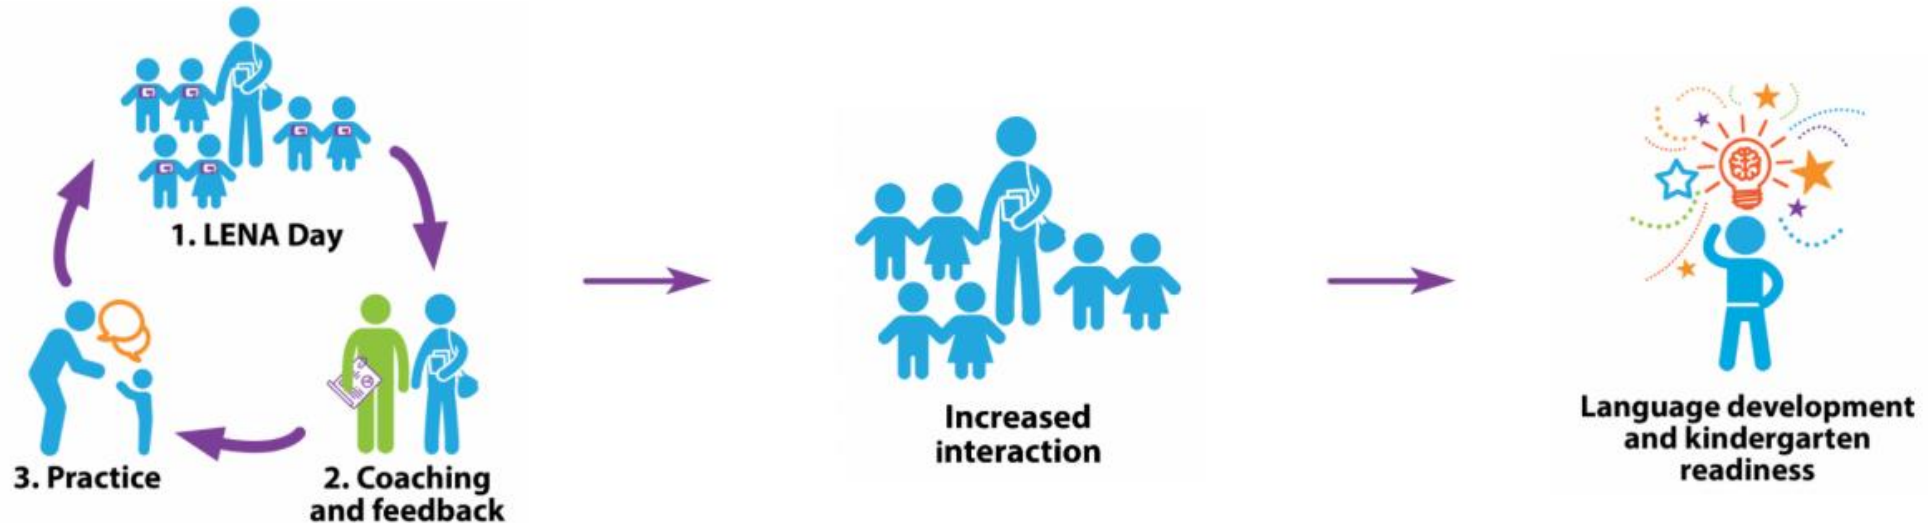 1. LENA Day
2. Coaching
and feedback
3. Practice
Increased
interaction
Language development
and kindergarten
readiness